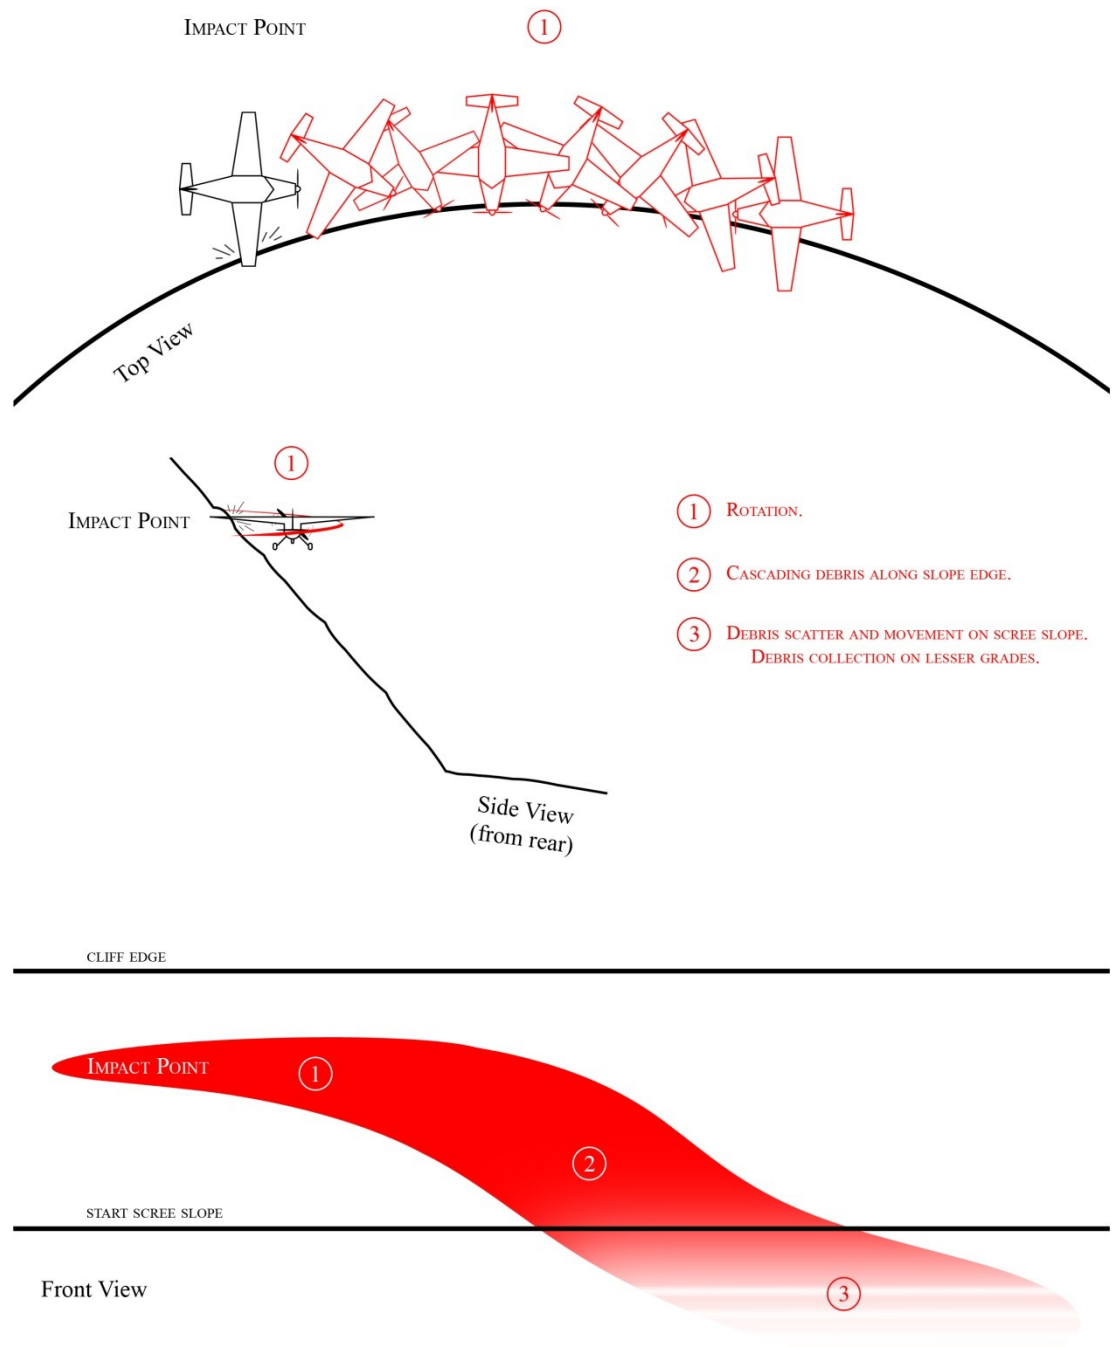 Impact Point
1
Top View
1
Impact Point
1 Rotation.
2 Cascading debris along slope edge.
3 Debris scatter and movement on scree slope.
Debris collection on lesser grades.
Side View
(from rear)
cliff edge
Impact Point
1
2
start scree slope
Front View
3